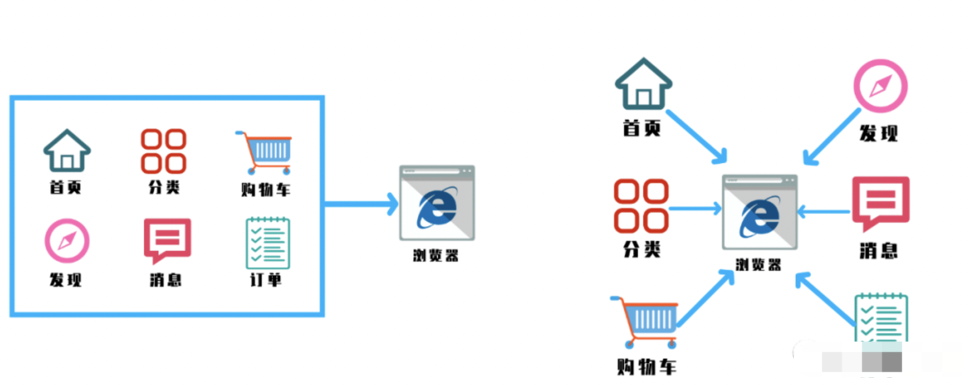 首页 分类 购物车
发现 消息 订单
浏览器
首页
发现
分类
消息
浏览器
购物车